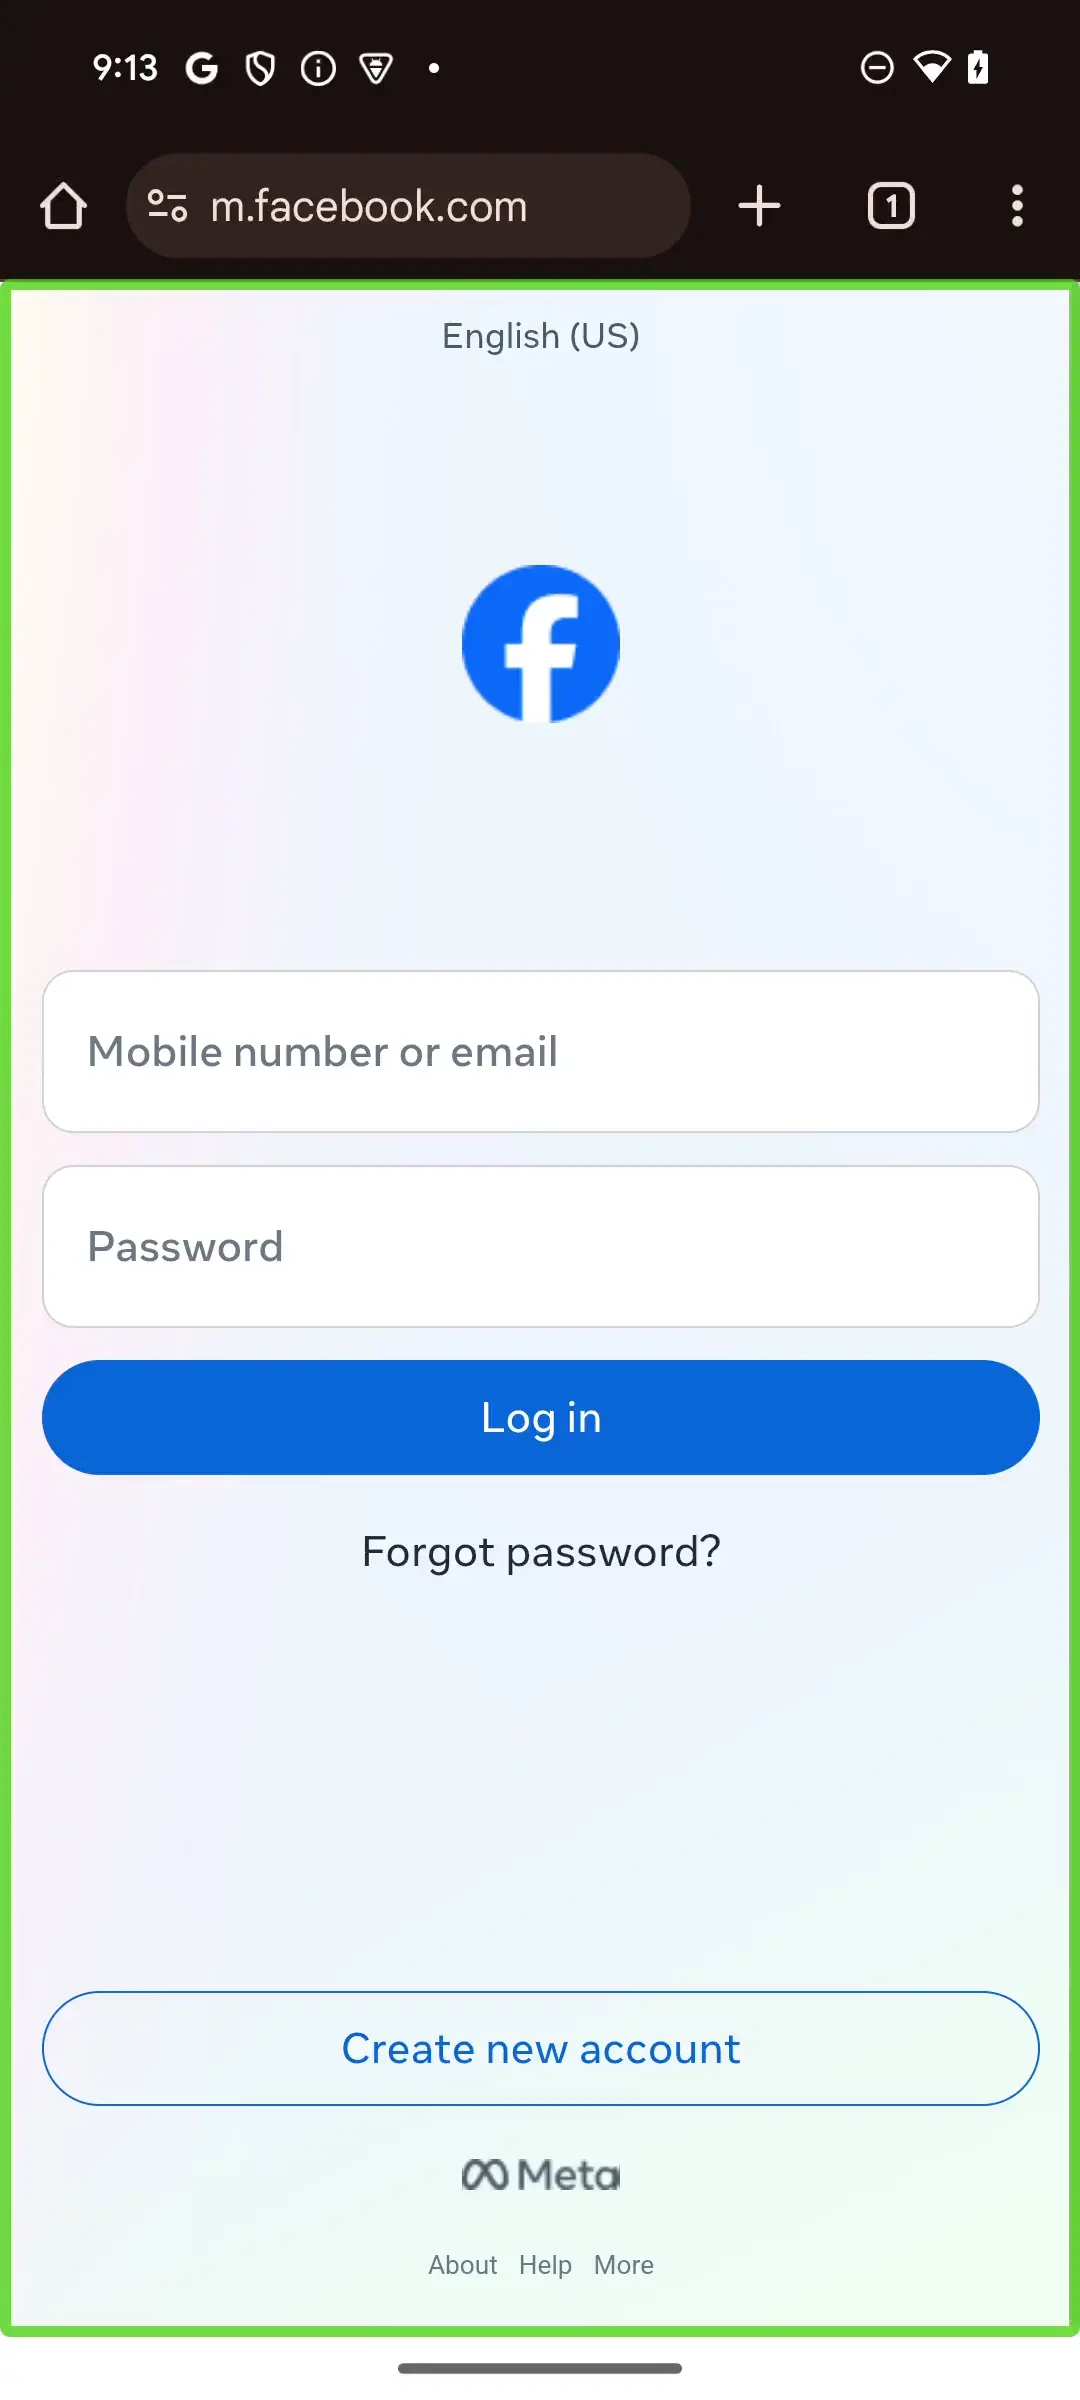 9:13
m.facebook.com
1
English (US)
Mobile number or email
Password
Log in
Forgot password?
Create new account
Meta
About Help More